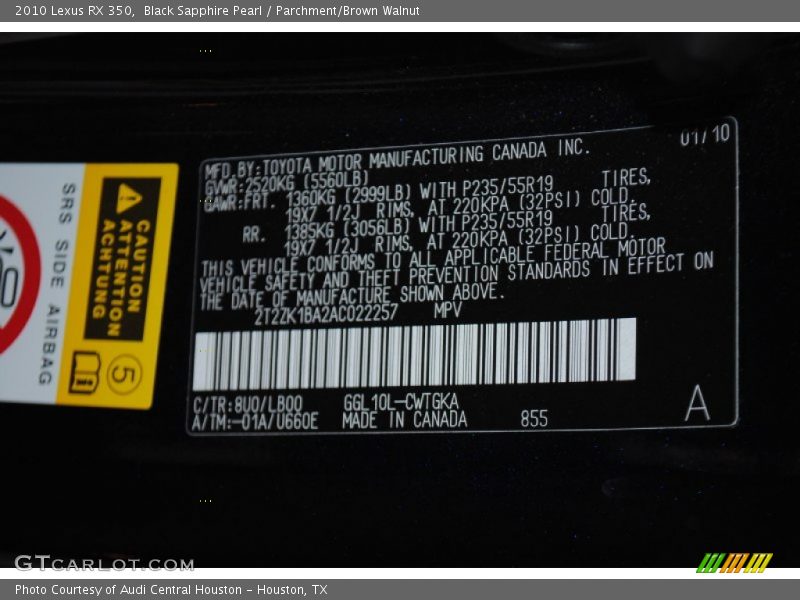 2010 Lexus RX 350,  Black Sapphire Pearl / Parchment/Brown Walnut
01/10
MFD.BY:TOYOTA MOTOR MANUFACTURING CANADA INC.
GVWR:2520KG (5560LB)
GAWR:FRT. 1360KG (2999LB) WITH P235/55R19 TIRES,
19X7 1/2J RIMS, AT 220KPA (32PSI) COLD.
RR. 1385KG (3056LB) WITH P235/55R19 TIRES,
19X7 1/2J RIMS, AT 220KPA (32PSI) COLD.
THIS VEHICLE CONFORMS TO ALL APPLICABLE FEDERAL MOTOR
VEHICLE SAFETY AND THEFT PREVENTION STANDARDS IN EFFECT ON
THE DATE OF MANUFACTURE SHOWN ABOVE.
2T2ZK1BA2AC022257 MPV
C/TR:8U0/LB00 GGL10L-CWTGKA
A/TM:-01A/U660E MADE IN CANADA 855
A
SRS SIDE AIRBAG
CAUTION
ATTENTION
ACHTUNG
5
GTCARLOT.COM
Photo Courtesy of Audi Central Houston - Houston, TX